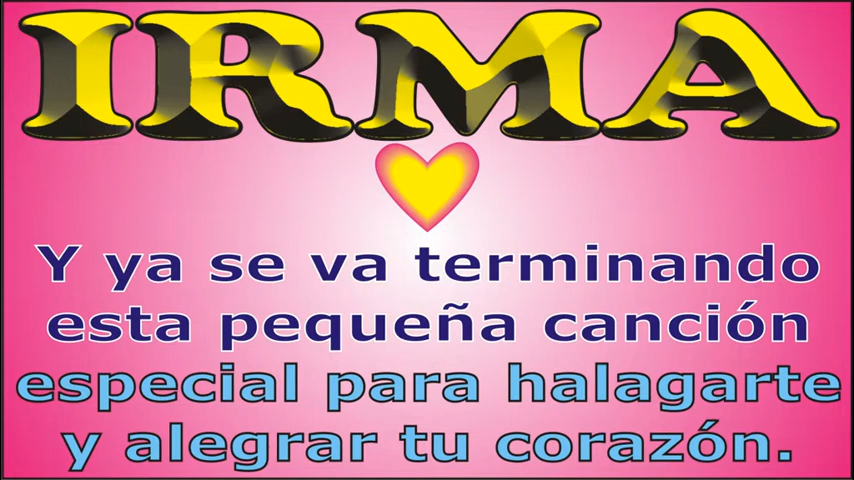 IRMA
Y ya se va terminando
esta pequeña canción
especial para halagarte
y alegrar tu corazón.